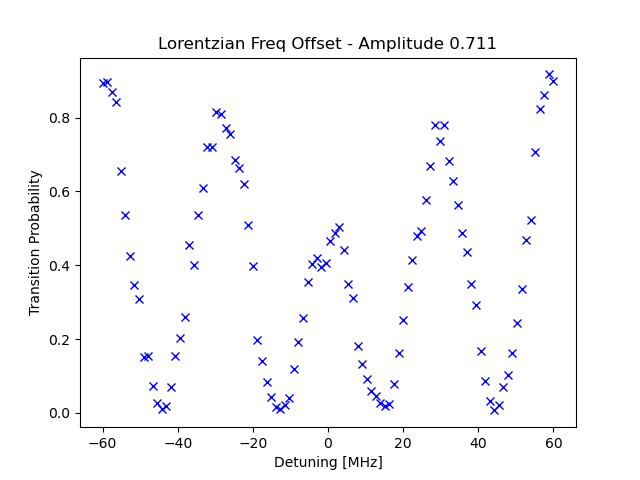 Lorentzian Freq Offset - Amplitude 0.711
Transition Probability
0.8
0.6
0.4
0.2
0.0
−60 −40 −20 0 20 40 60
Detuning [MHz]